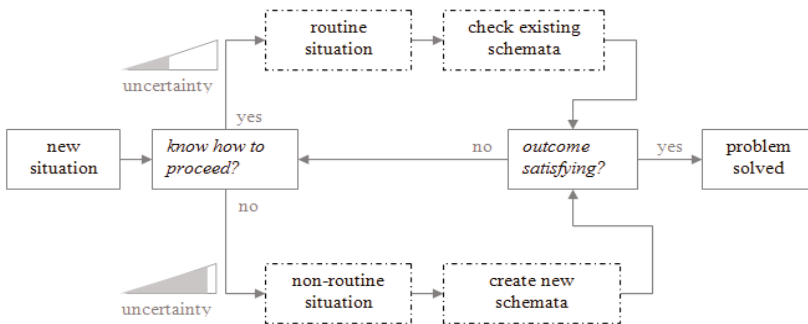 routine
situation
check existing
schemata
uncertainty
yes
new
situation
know how to
proceed?
no
outcome
satisfying?
yes
problem
solved
no
non-routine
situation
create new
schemata
uncertainty